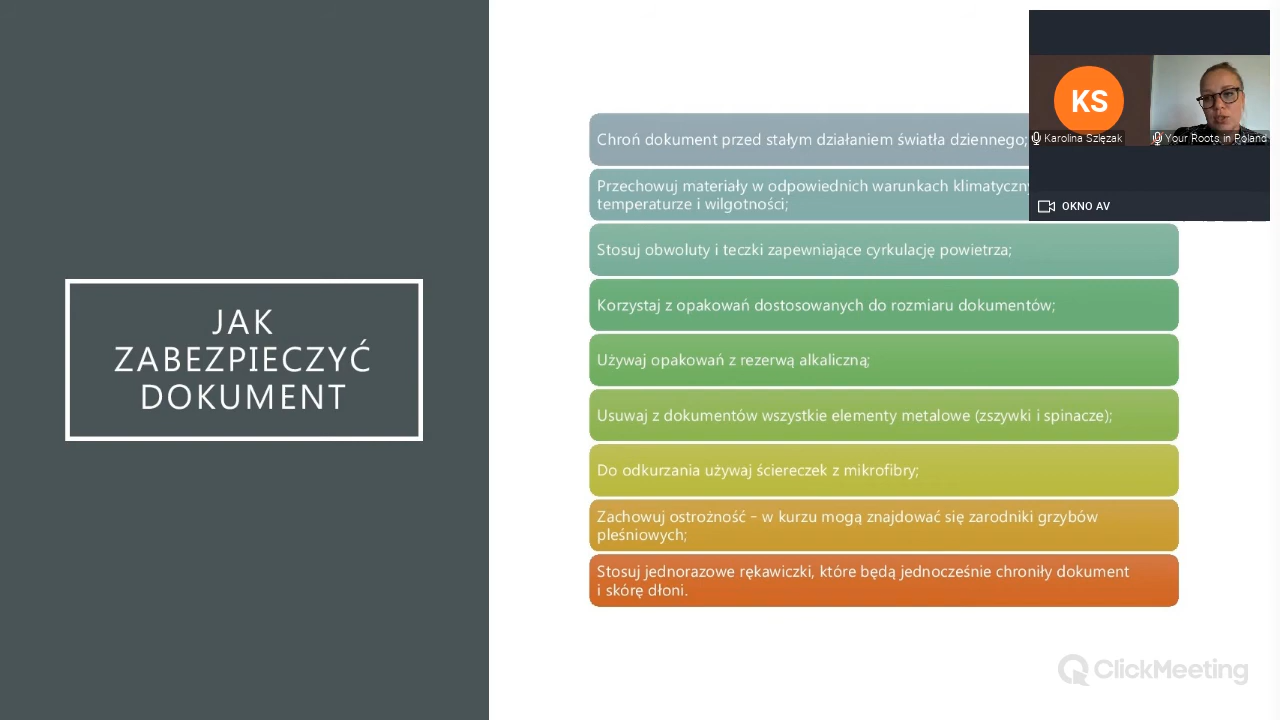 JAK
ZABEZPIECZYĆ
DOKUMENT
Chroń dokument przed stałym działaniem światła dziennego;
Przechowuj materiały w odpowiednich warunkach
temperaturze i wilgotności;
Stosuj obwoluty i teczki zapewniające cyrkulację powietrza;
Korzystaj z opakowań dostosowanych do rozmiaru dokumentów;
Używaj opakowań z rezerwą alkaliczną;
Usuwaj z dokumentów wszystkie elementy metalowe (zszywki i spinacze);
Do odkurzania używaj ściereczek z mikrofibry;
Zachowuj ostrożność – w kurzu mogą znajdować się zarodniki grzybów
pleśniowych;
Stosuj jednorazowe rękawiczki, które będą jednocześnie chroniły dokument
i skórę dłoni.
KS
Karolina Szlęzak
Your Roots in Poland
OKNO AV
ClickMeeting